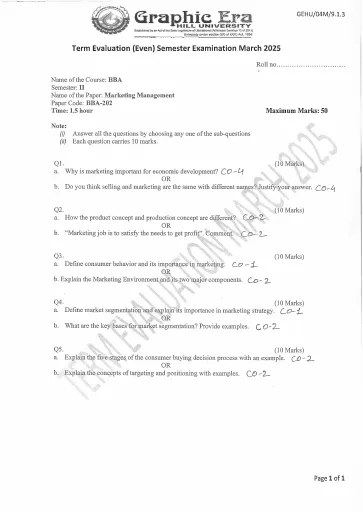 GEHU/04M/9.1.3
Graphic Era
HILL UNIVERSITY
Term Evaluation (Even) Semester Examination March 2025
Roll no..............................
Name of the Course: BBA
Semester: II
Name of the Paper: Marketing Management
Paper Code: BBA-202
Time: 1.5 hour Maximum Marks: 50
Note:
(i) Answer all the questions by choosing any one of the sub-questions
(ii) Each question carries 10 marks.
Q1. (10 Marks)
a. Why is marketing important for economic development? CO-4
OR
b. Do you think selling and marketing are the same with different names? Justify your answer. CO-4
Q2. (10 Marks)
a. How the product concept and production concept are different? CO-2
OR
b. "Marketing job is to satisfy the needs to get profit". Comment. CO-2
Q3. (10 Marks)
a. Define consumer behavior and its importance in marketing. CO-1
OR
b. Explain the Marketing Environment and its two major components. CO-2
Q4. (10 Marks)
a. Define market segmentation and explain its importance in marketing strategy. CO-1
OR
b. What are the key bases for market segmentation? Provide examples. CO-2
Q5. (10 Marks)
a. Explain the five stages of the consumer buying decision process with an example. CO-2
OR
b. Explain the concepts of targeting and positioning with examples. CO-2
TERM EVALUATION MARCH 2025
Page 1 of 1